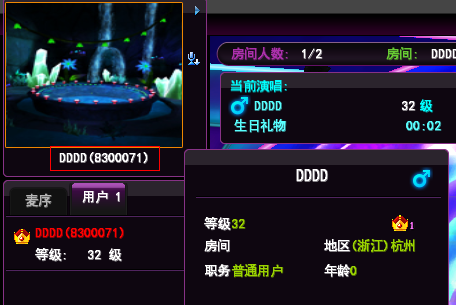 房间人数: 1/2 房间: DDDD
当前演唱:
DDDD 32 级
生日礼物 00:02
DDDD(8300071)
麦序 用户 1
DDDD(8300071)
等级: 32 级
DDDD
等级32 1
房间 地区(浙江)杭州
职务普通用户 年龄0